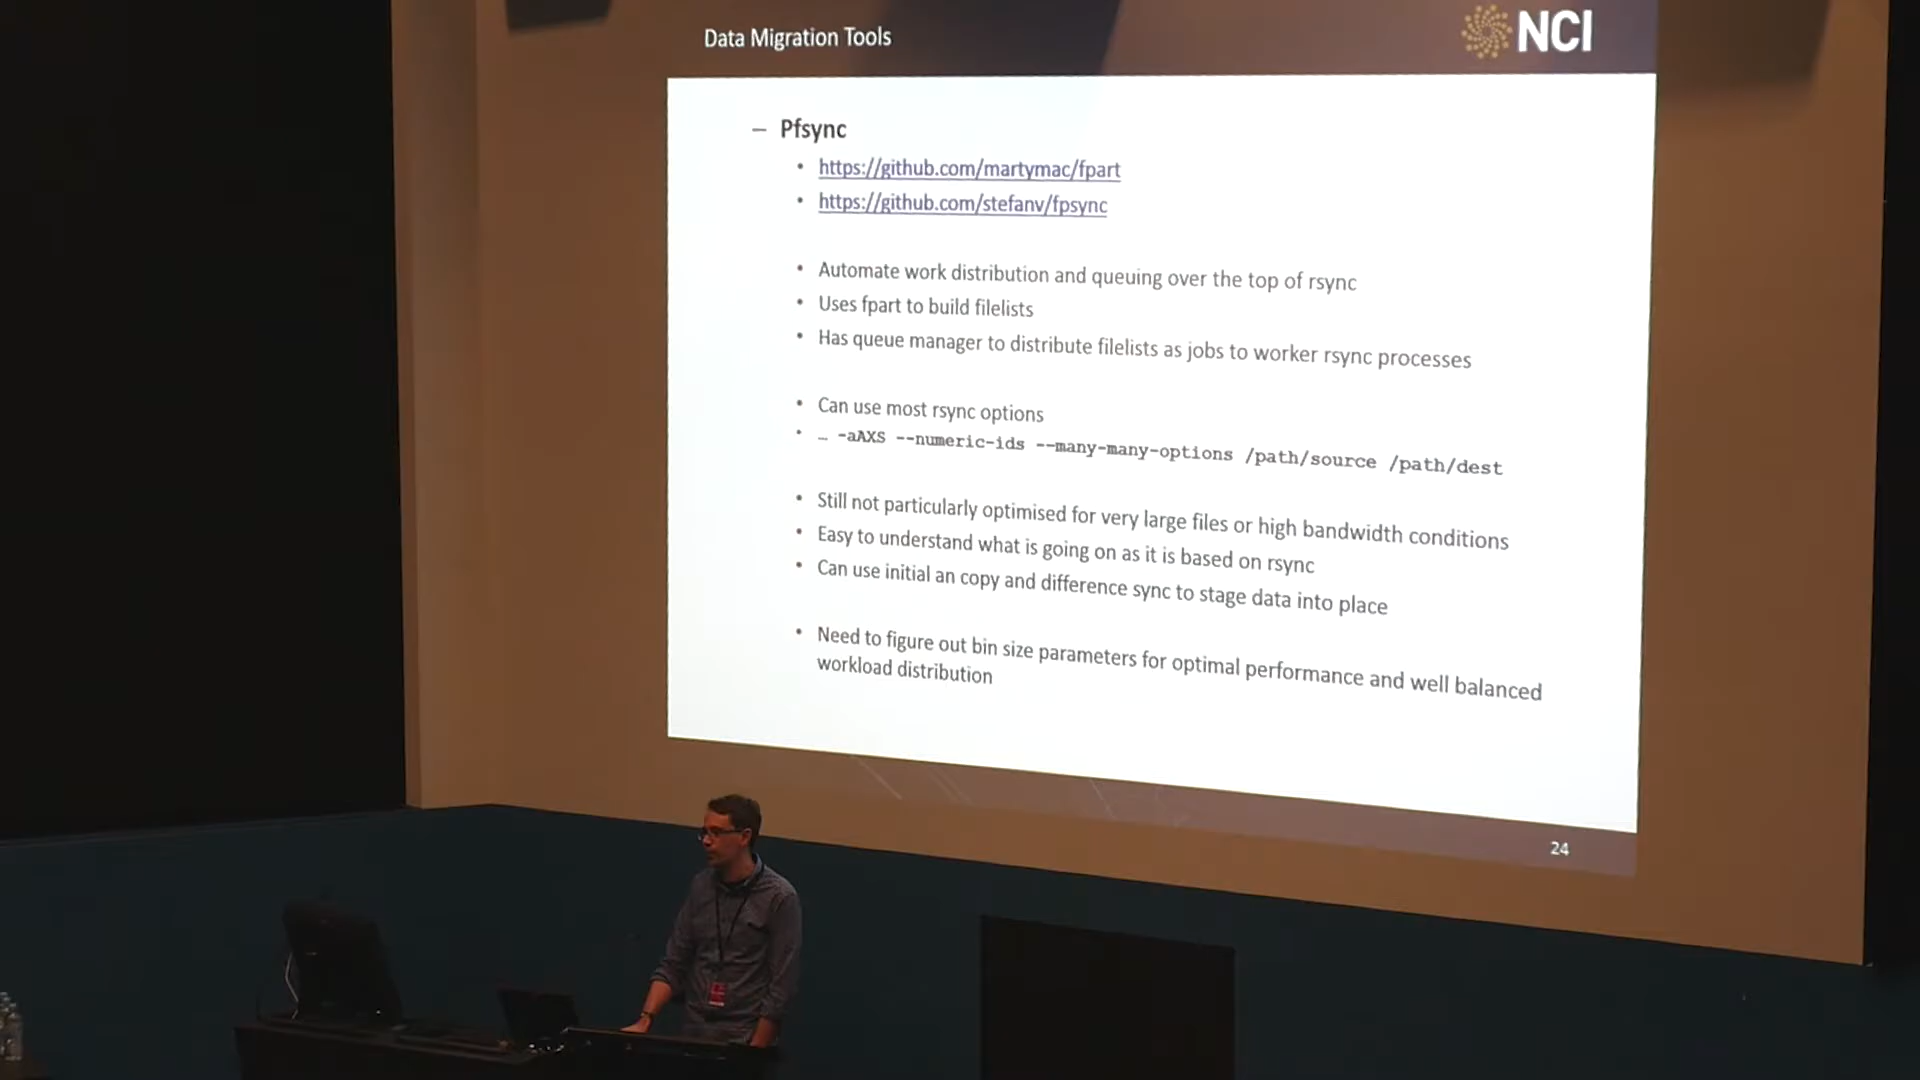 Data Migration Tools
NCI
– Pfsync
• https://github.com/martymac/fpart
• https://github.com/stefanv/fpsync
• Automate work distribution and queuing over the top of rsync
• Uses fpart to build filelists
• Has queue manager to distribute filelists as jobs to worker rsync processes
• Can use most rsync options
• … -aAXS --numeric-ids --many-many-options /path/source /path/dest
• Still not particularly optimised for very large files or high bandwidth conditions
• Easy to understand what is going on as it is based on rsync
• Can use initial an copy and difference sync to stage data into place
• Need to figure out bin size parameters for optimal performance and well balanced
workload distribution
24